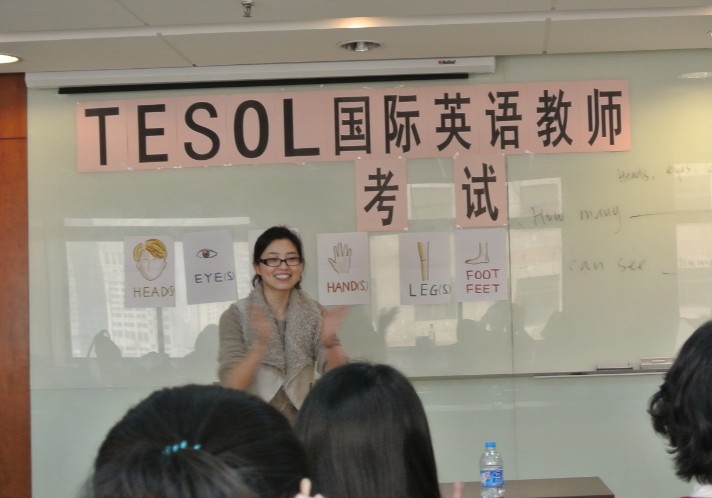 TESOL国际英语教师
考试
HEADS
EYE(S)
HAND(S)
LEG(S)
FOOT
FEET
Heads,
How many
can see